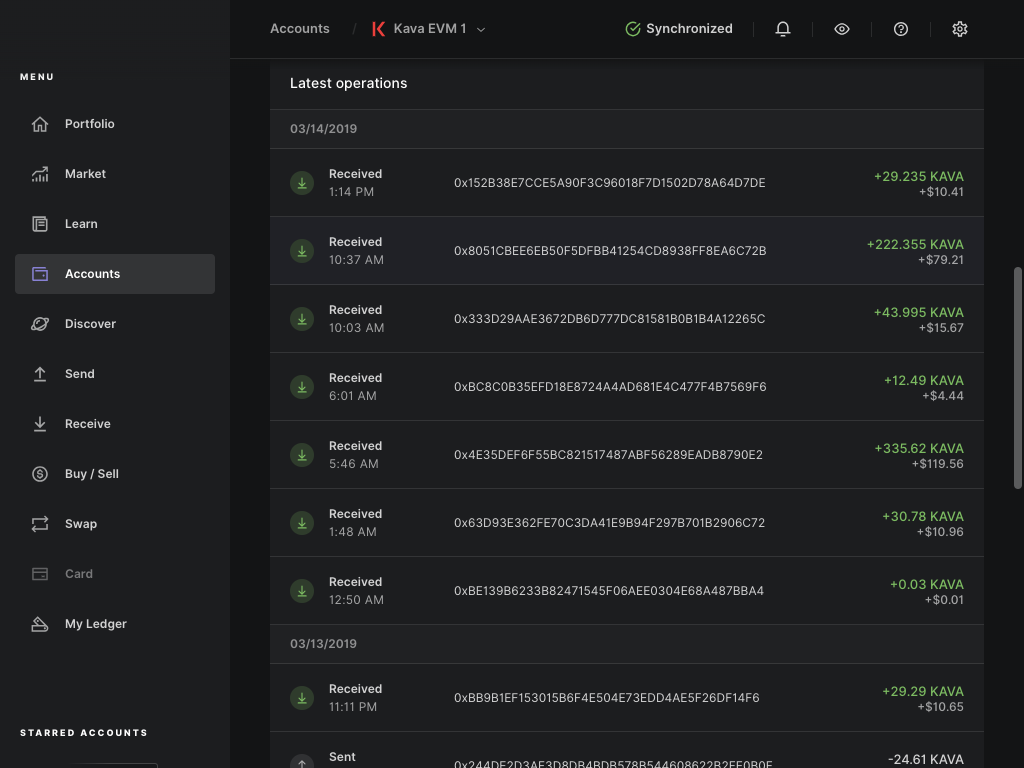 Accounts / Kava EVM 1
Synchronized
MENU
Portfolio
Market
Learn
Accounts
Discover
Send
Receive
Buy / Sell
Swap
Card
My Ledger
STARRED ACCOUNTS
Latest operations
03/14/2019
Received
1:14 PM
0x152B38E7CCE5A90F3C96018F7D1502D78A64D7DE
+29.235 KAVA
+$10.41
Received
10:37 AM
0x8051CBEE6EB50F5DFBB41254CD8938FF8EA6C72B
+222.355 KAVA
+$79.21
Received
10:03 AM
0x333D29AAE3672DB6D777DC81581B0B1B4A12265C
+43.995 KAVA
+$15.67
Received
6:01 AM
0xBC8C0B35EFD18E8724A4AD681E4C477F4B7569F6
+12.49 KAVA
+$4.44
Received
5:46 AM
0x4E35DEF6F55BC821517487ABF56289EADB8790E2
+335.62 KAVA
+$119.56
Received
1:48 AM
0x63D93E362FE70C3DA41E9B94F297B701B2906C72
+30.78 KAVA
+$10.96
Received
12:50 AM
0xBE139B6233B82471545F06AEE0304E68A487BBA4
+0.03 KAVA
+$0.01
03/13/2019
Received
11:11 PM
0xBB9B1EF153015B6F4E504E73EDD4AE5F26DF14F6
+29.29 KAVA
+$10.65
Sent
-24.61 KAVA